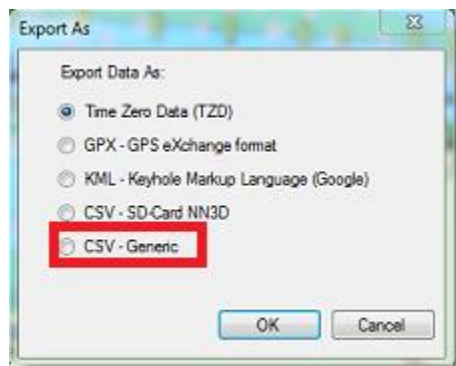 Export As
Export Data As:
Time Zero Data (TZD)
GPX - GPS eXchange format
KML - Keyhole Markup Language (Google)
CSV - SD-Card NN3D
CSV - Generic
OK Cancel